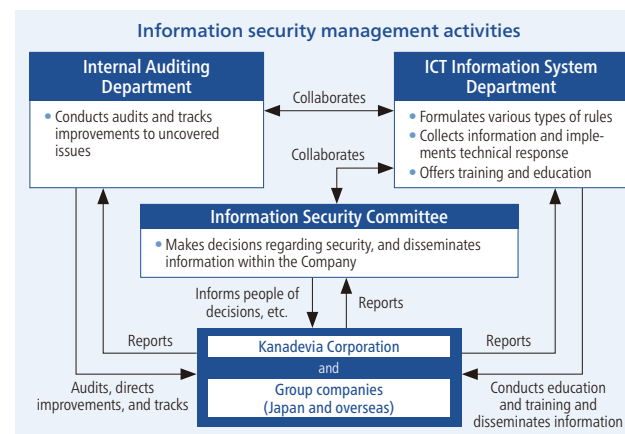 Information security management activities
Internal Auditing
Department
• Conducts audits and tracks
improvements to uncovered
issues
Collaborates
ICT Information System
Department
• Formulates various types of rules
• Collects information and imple-
ments technical response
• Offers training and education
Collaborates
Information Security Committee
• Makes decisions regarding security, and disseminates
information within the Company
Informs people of
decisions, etc.
Reports
Reports
Kanadevia Corporation
and
Group companies
(Japan and overseas)
Reports
Audits, directs
improvements, and tracks
Conducts education
and training and
disseminates information